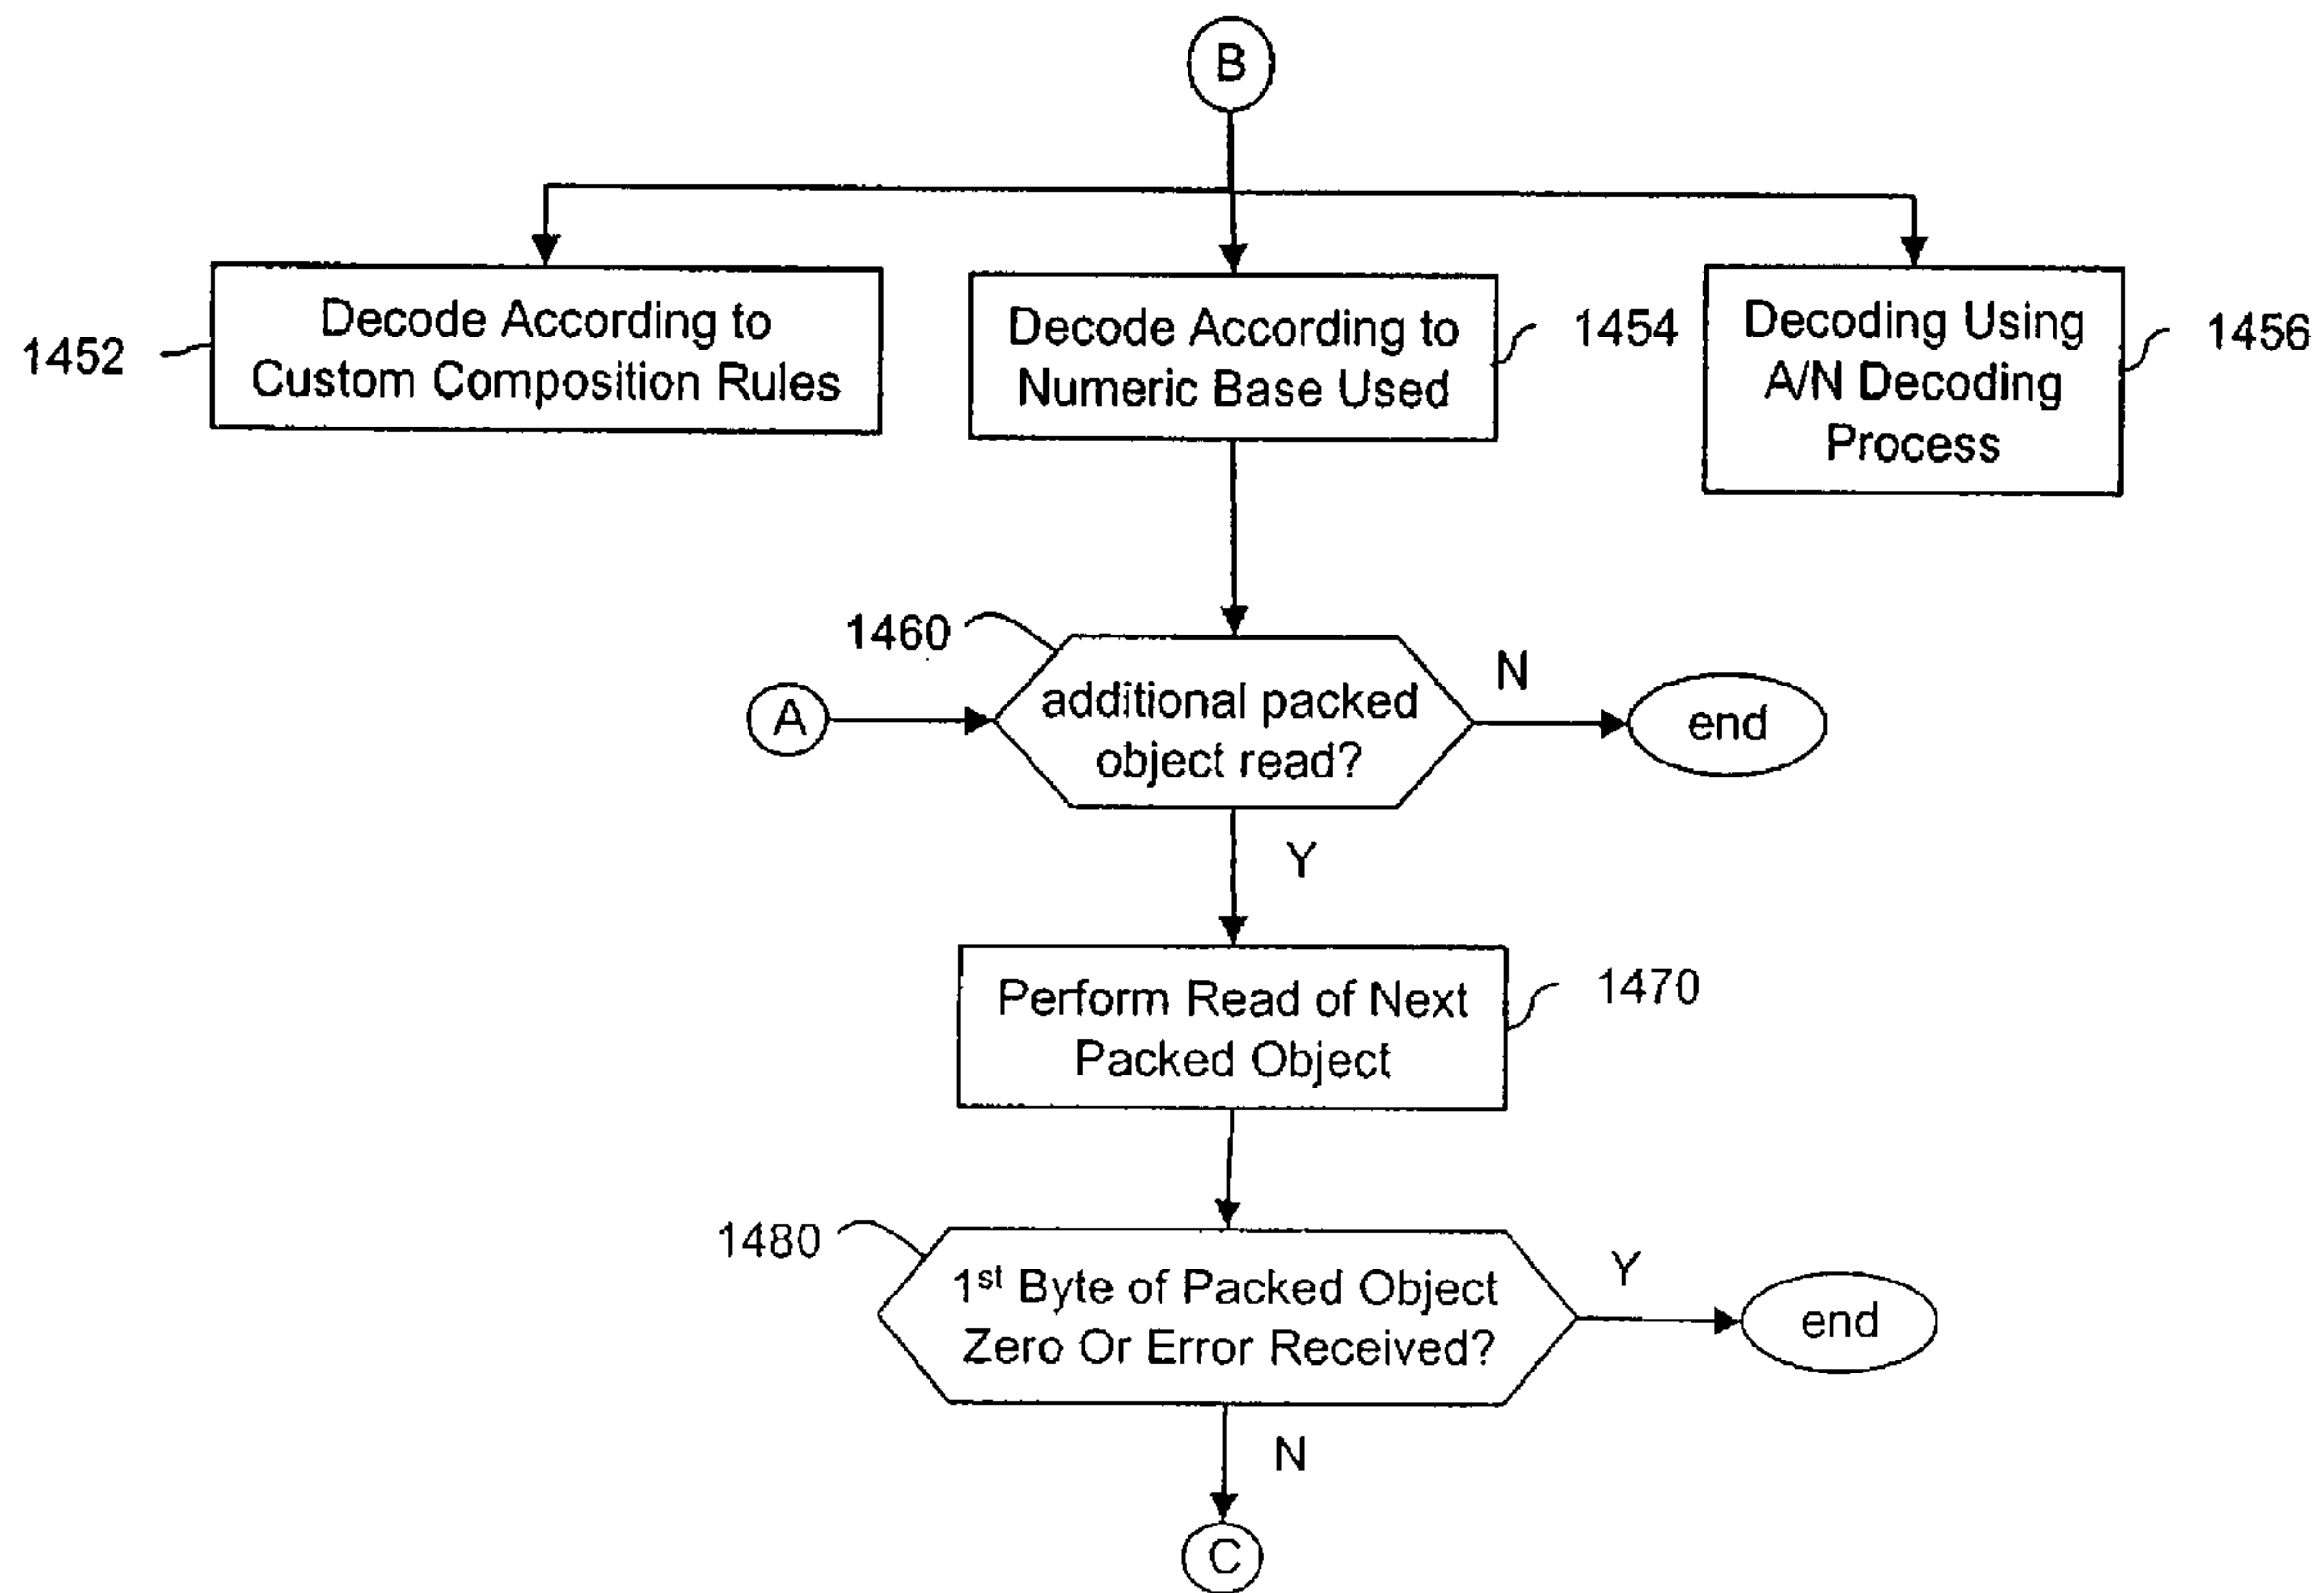 B
1452
Decode According to
Custom Composition Rules
Decode According to
Numeric Base Used
1454
Decoding Using
A/N Decoding
Process
1456
1460
A
additional packed
object read?
N
end
Y
Perform Read of Next
Packed Object
1470
1480
1st Byte of Packed Object
Zero Or Error Received?
Y
end
N
C